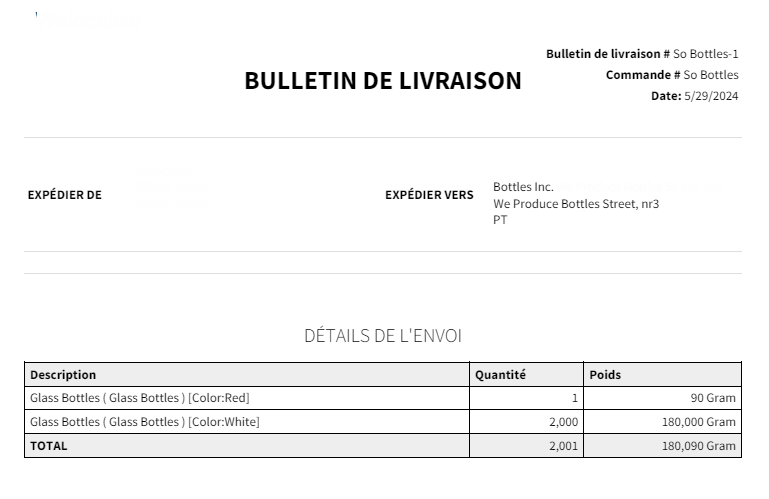 Bulletin de livraison # So Bottles-1
BULLETIN DE LIVRAISON
Commande # So Bottles
Date: 5/29/2024
EXPÉDIER DE
EXPÉDIER VERS
Bottles Inc.
We Produce Bottles Street, nr3
PT
DÉTAILS DE L'ENVOI
Description Quantité Poids
Glass Bottles ( Glass Bottles ) [Color:Red] 1 90 Gram
Glass Bottles ( Glass Bottles ) [Color:White] 2,000 180,000 Gram
TOTAL 2,001 180,090 Gram